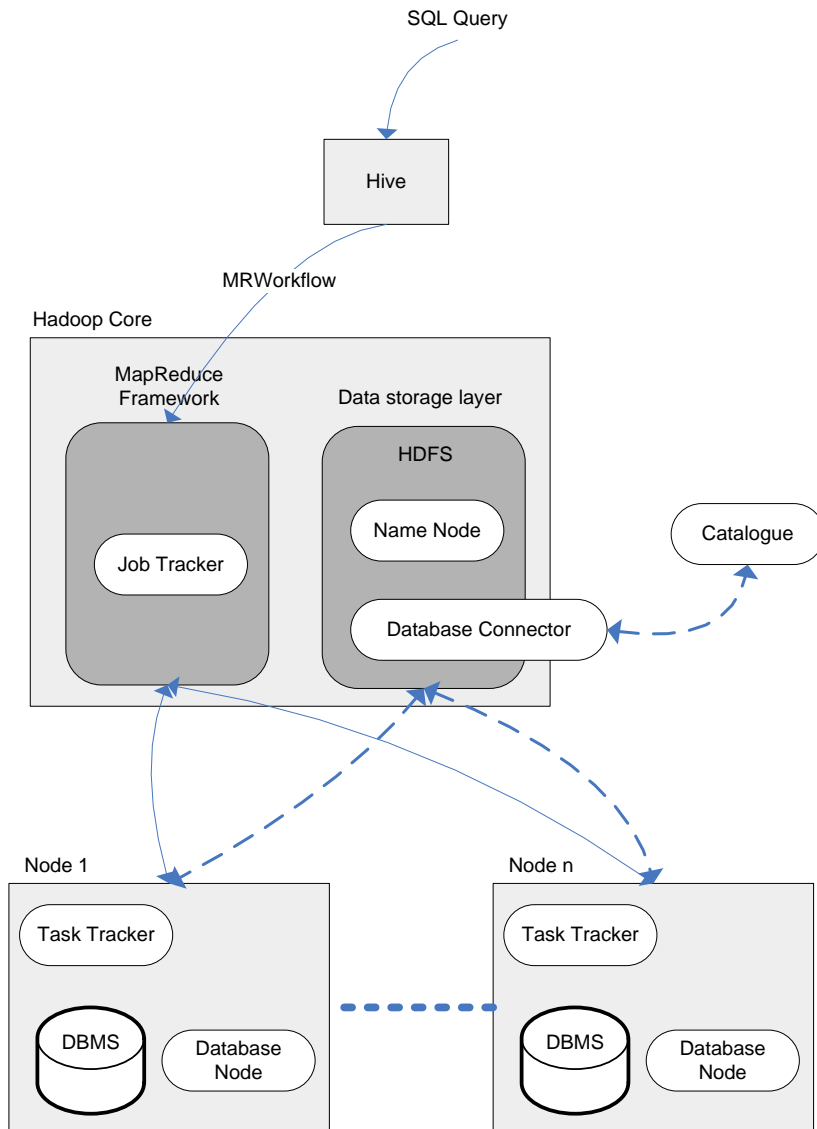 SQL Query
Hive
MRWorkflow
Hadoop Core
MapReduce
Framework
Data storage layer
HDFS
Name Node
Catalogue
Job Tracker
Database Connector
Node 1
Node n
Task Tracker
Task Tracker
DBMS
Database
Node
DBMS
Database
Node